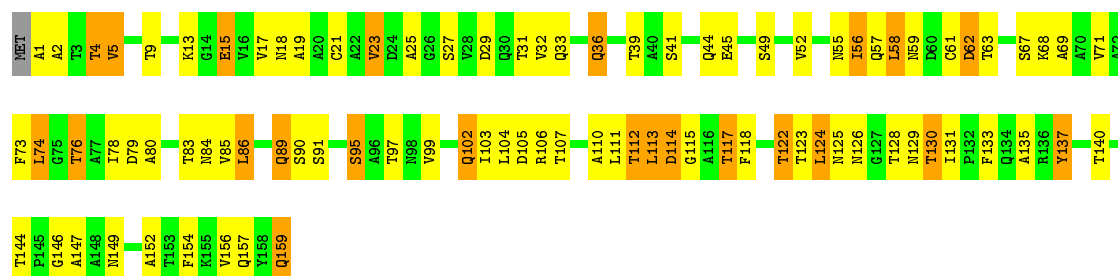 MET A1 A2 T3 T4 V5 T9 K13 G14 E15 V16 V17 N18 A19 A20 C21 A22 V23 D24 A25 G26 S27 V28 D29 Q30 T31 V32 Q33 Q36 T39 A40 S41 Q44 E45 S49 V52 N55 I56 Q57 L58 N59 D60 C61 D62 T63 S67 K68 A69 A70 V71 A72
F73 L74 G75 T76 A77 I78 D79 A80 T83 N84 V85 L86 Q89 S90 S91 S95 A96 T97 N98 V99 Q102 I103 L104 D105 R106 T107 A110 L111 T112 L113 D114 G115 A116 T117 F118 T122 T123 L124 N125 N126 G127 T128 N129 T130 I131 P132 F133 Q134 A135 R136 Y137 T140
T144 P145 G146 A147 A148 N149 A152 T153 F154 K155 V156 Q157 Y158 Q159